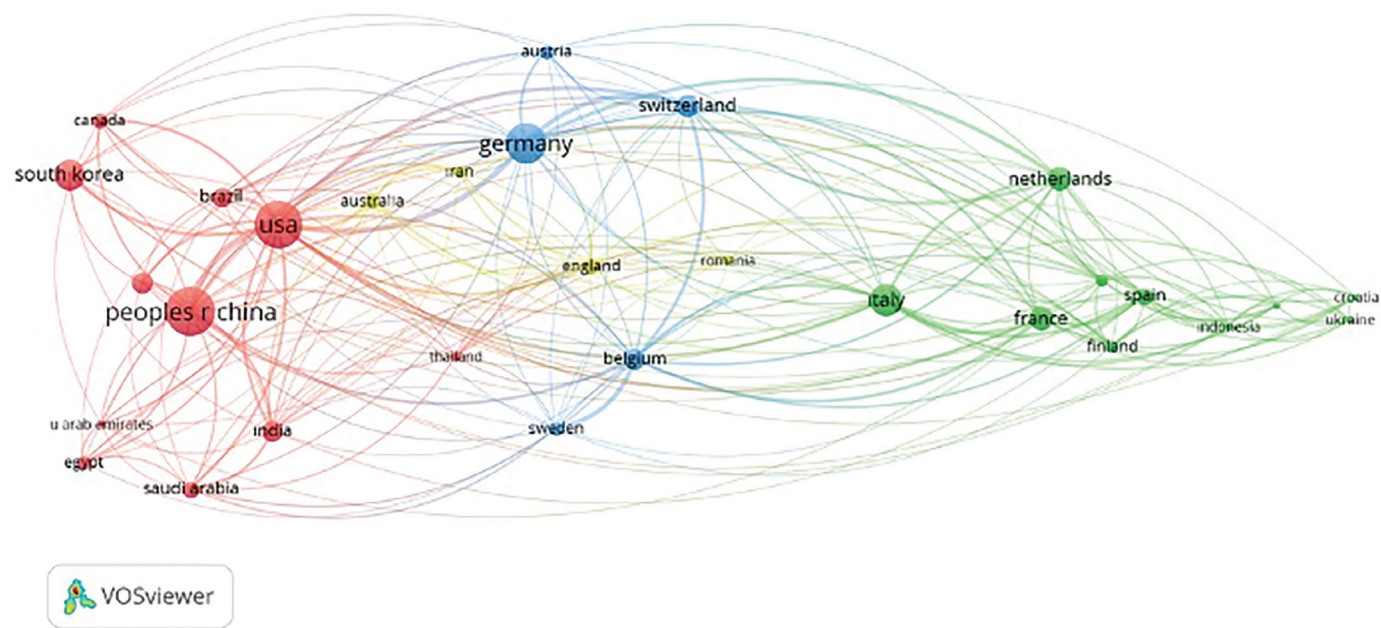 austria
switzerland
canada
germany
south korea
iran
netherlands
brazil
australia
usa
england
romania
spain
croatia
italy
peoples r china
france
ukraine
indonesia
finland
thailand
belgium
u arab emirates
india
sweden
egypt
saudi arabia
VOSviewer